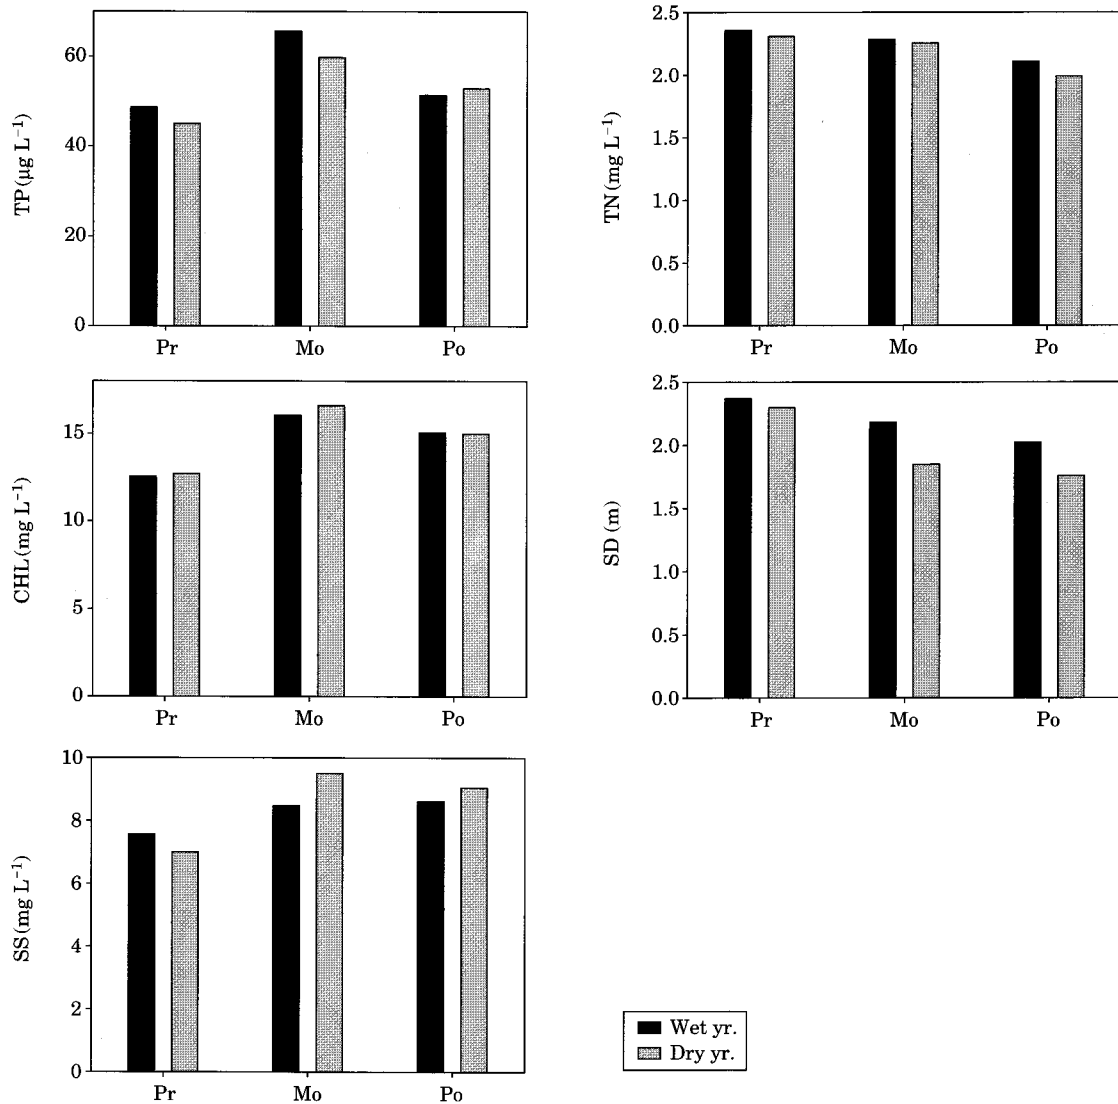 TP (μg L⁻¹)
60
40
20
0
Pr Mo Po
TN (mg L⁻¹)
2.5
2.0
1.5
1.0
0.5
0.0
Pr Mo Po
CHL (mg L⁻¹)
15
10
5
0
Pr Mo Po
SD (m)
2.5
2.0
1.5
1.0
0.5
0.0
Pr Mo Po
SS (mg L⁻¹)
10
8
6
4
2
0
Pr Mo Po
Wet yr.
Dry yr.